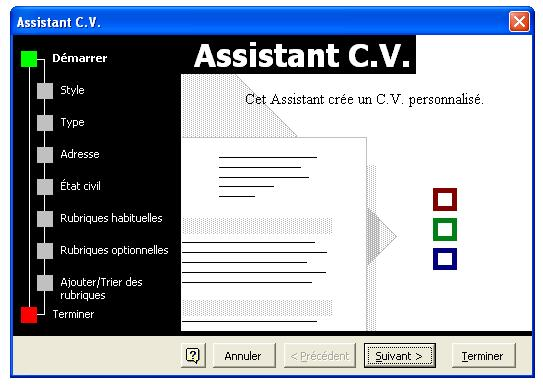 Assistant C.V.
Assistant C.V.
Cet Assistant crée un C.V. personnalisé.
Démarrer
Style
Type
Adresse
État civil
Rubriques habituelles
Rubriques optionnelles
Ajouter/Trier des
rubriques
Terminer
? Annuler < Précédent Suivant > Terminer